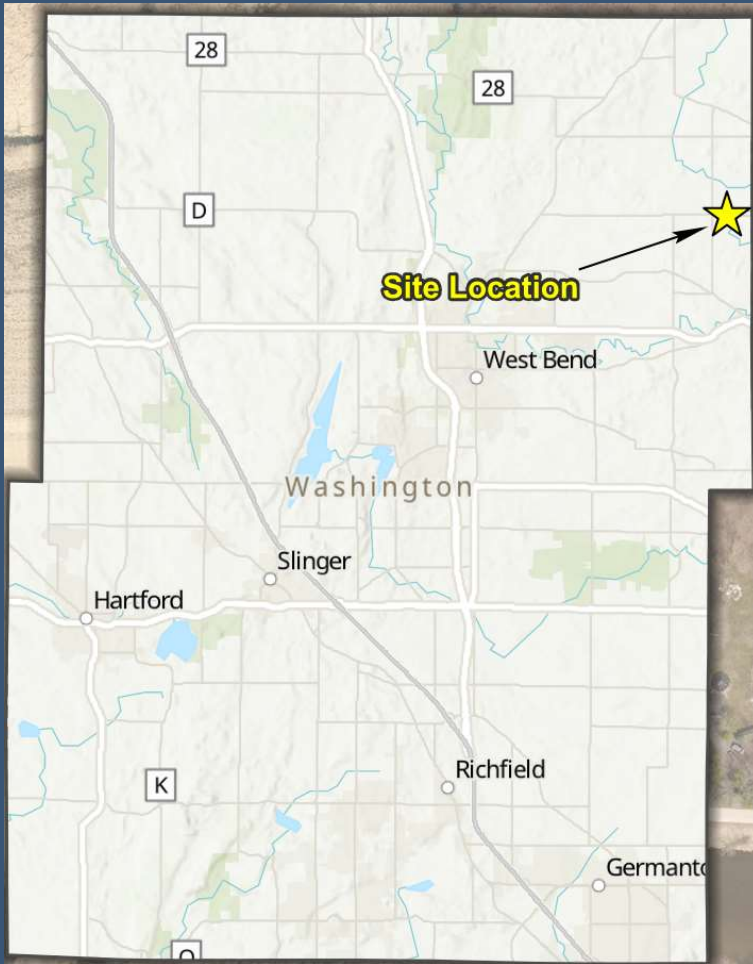 28
28
D
Site Location
West Bend
Washington
Slinger
Hartford
K
Richfield
Germanto